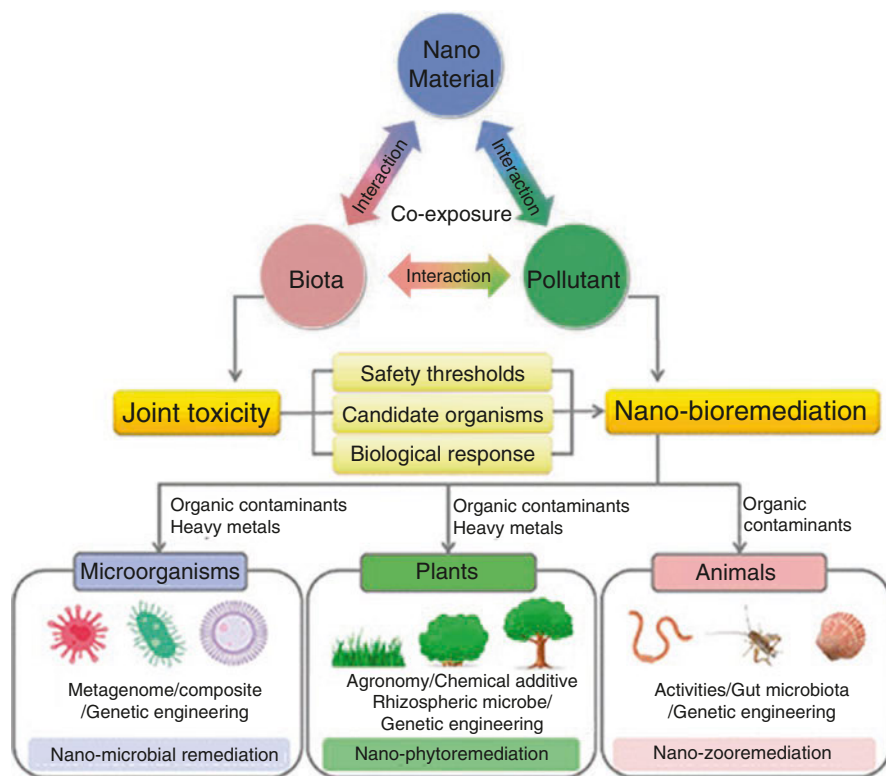 Nano
Material
Interaction
Interaction
Co-exposure
Biota
Interaction
Pollutant
Safety thresholds
Joint toxicity
Candidate organisms
Nano-bioremediation
Biological response
Organic contaminants
Heavy metals
Organic contaminants
Heavy metals
Organic
contaminants
Microorganisms
Plants
Animals
Metagenome/composite
/Genetic engineering
Agronomy/Chemical additive
Rhizospheric microbe/
Genetic engineering
Activities/Gut microbiota
/Genetic engineering
Nano-microbial remediation
Nano-phytoremediation
Nano-zooremediation